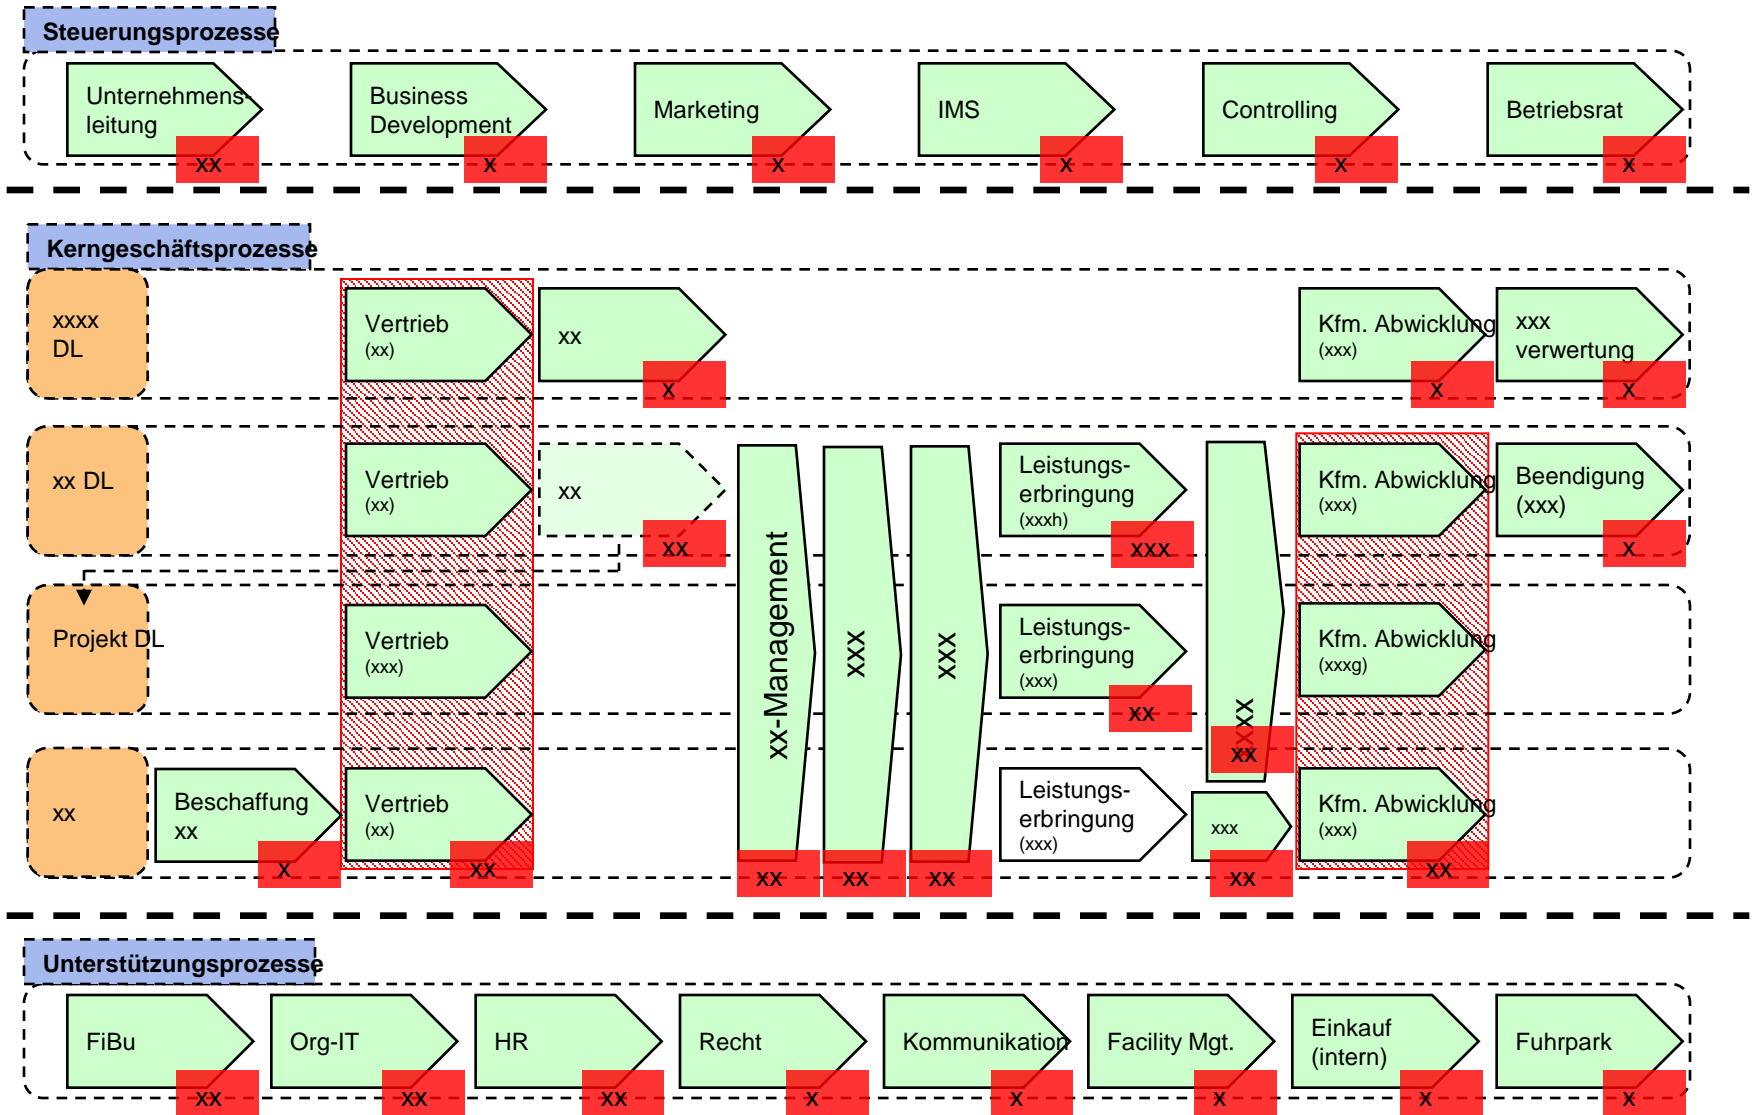 Steuerungsprozesse
Unternehmens-
leitung
xx
Business
Development
x
Marketing
x
IMS
x
Controlling
x
Betriebsrat
x
Kerngeschäftsprozesse
xxxx
DL
Vertrieb
(xx)
xx
x
Kfm. Abwicklung
(xxx)
x
xxx
verwertung
x
xx DL
Vertrieb
(xx)
xx
xx
Leistungs-
erbringung
(xxxh)
xxx
Kfm. Abwicklung
(xxx)
Beendigung
(xxx)
x
Projekt DL
Vertrieb
(xxx)
xx-Management
xxx
xxx
Leistungs-
erbringung
(xxx)
xx
xxx
xx
Kfm. Abwicklung
(xxxg)
xx
Beschaffung
xx
x
Vertrieb
(xx)
xx
xx
xx
xx
Leistungs-
erbringung
(xxx)
xxx
xx
Kfm. Abwicklung
(xxx)
xx
Unterstützungsprozesse
FiBu
xx
Org-IT
xx
HR
xx
Recht
x
Kommunikation
x
Facility Mgt.
x
Einkauf
(intern)
x
Fuhrpark
x